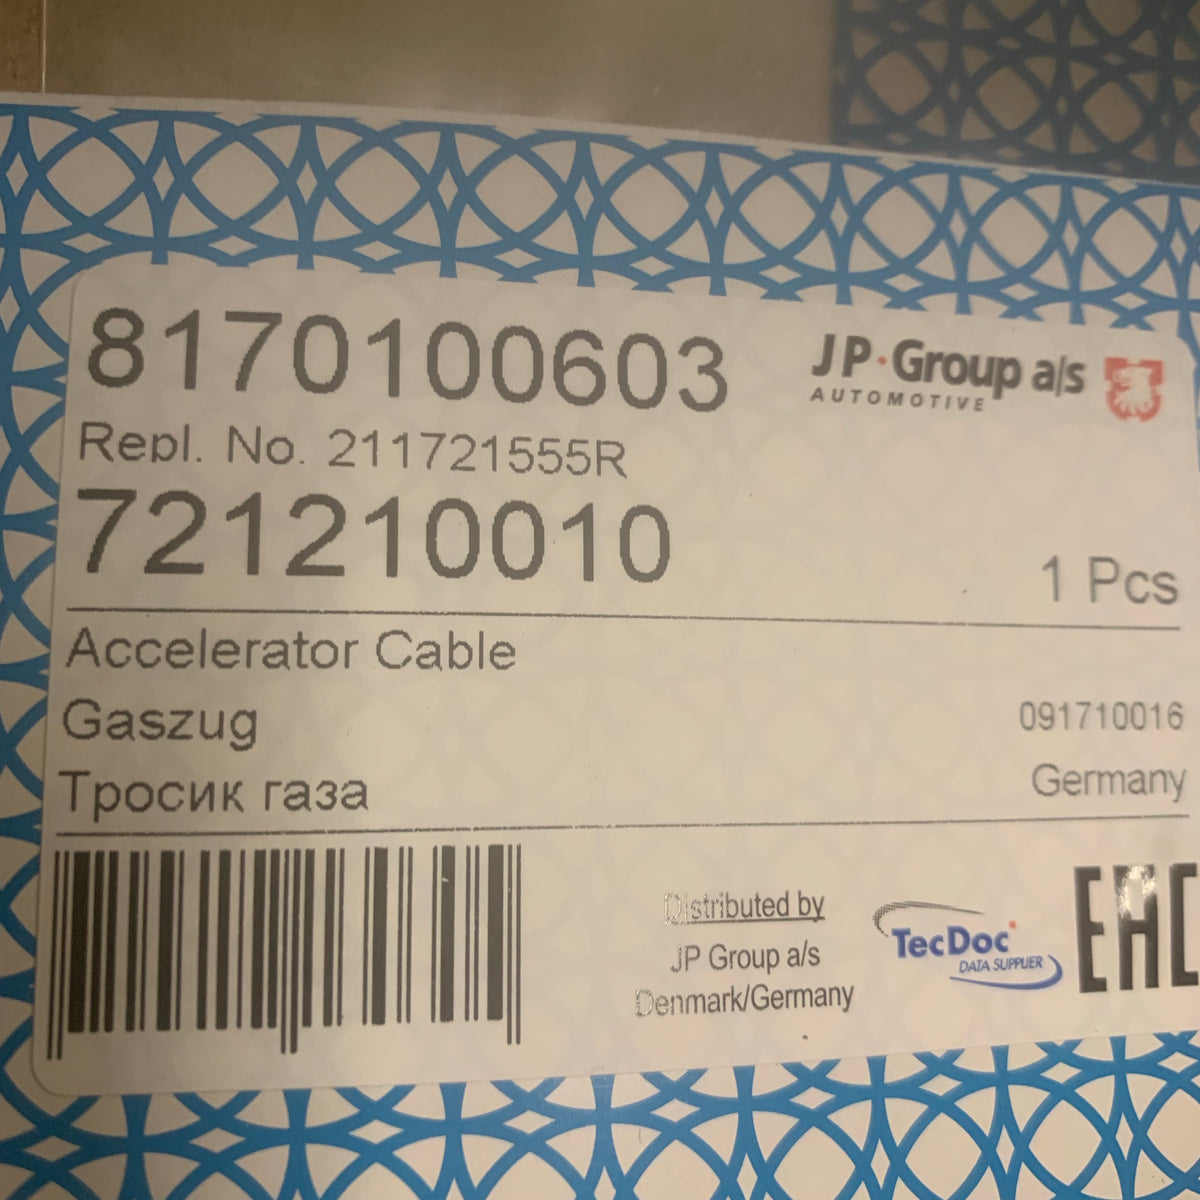 8170100603
JP·Group a/s
AUTOMOTIVE
Repl. No. 211721555R
721210010
1 Pcs
Accelerator Cable
Gaszug
091710016
Тросик газа
Germany
Distributed by
JP Group a/s
Denmark/Germany
TecDoc
DATA SUPPLIER
EAC